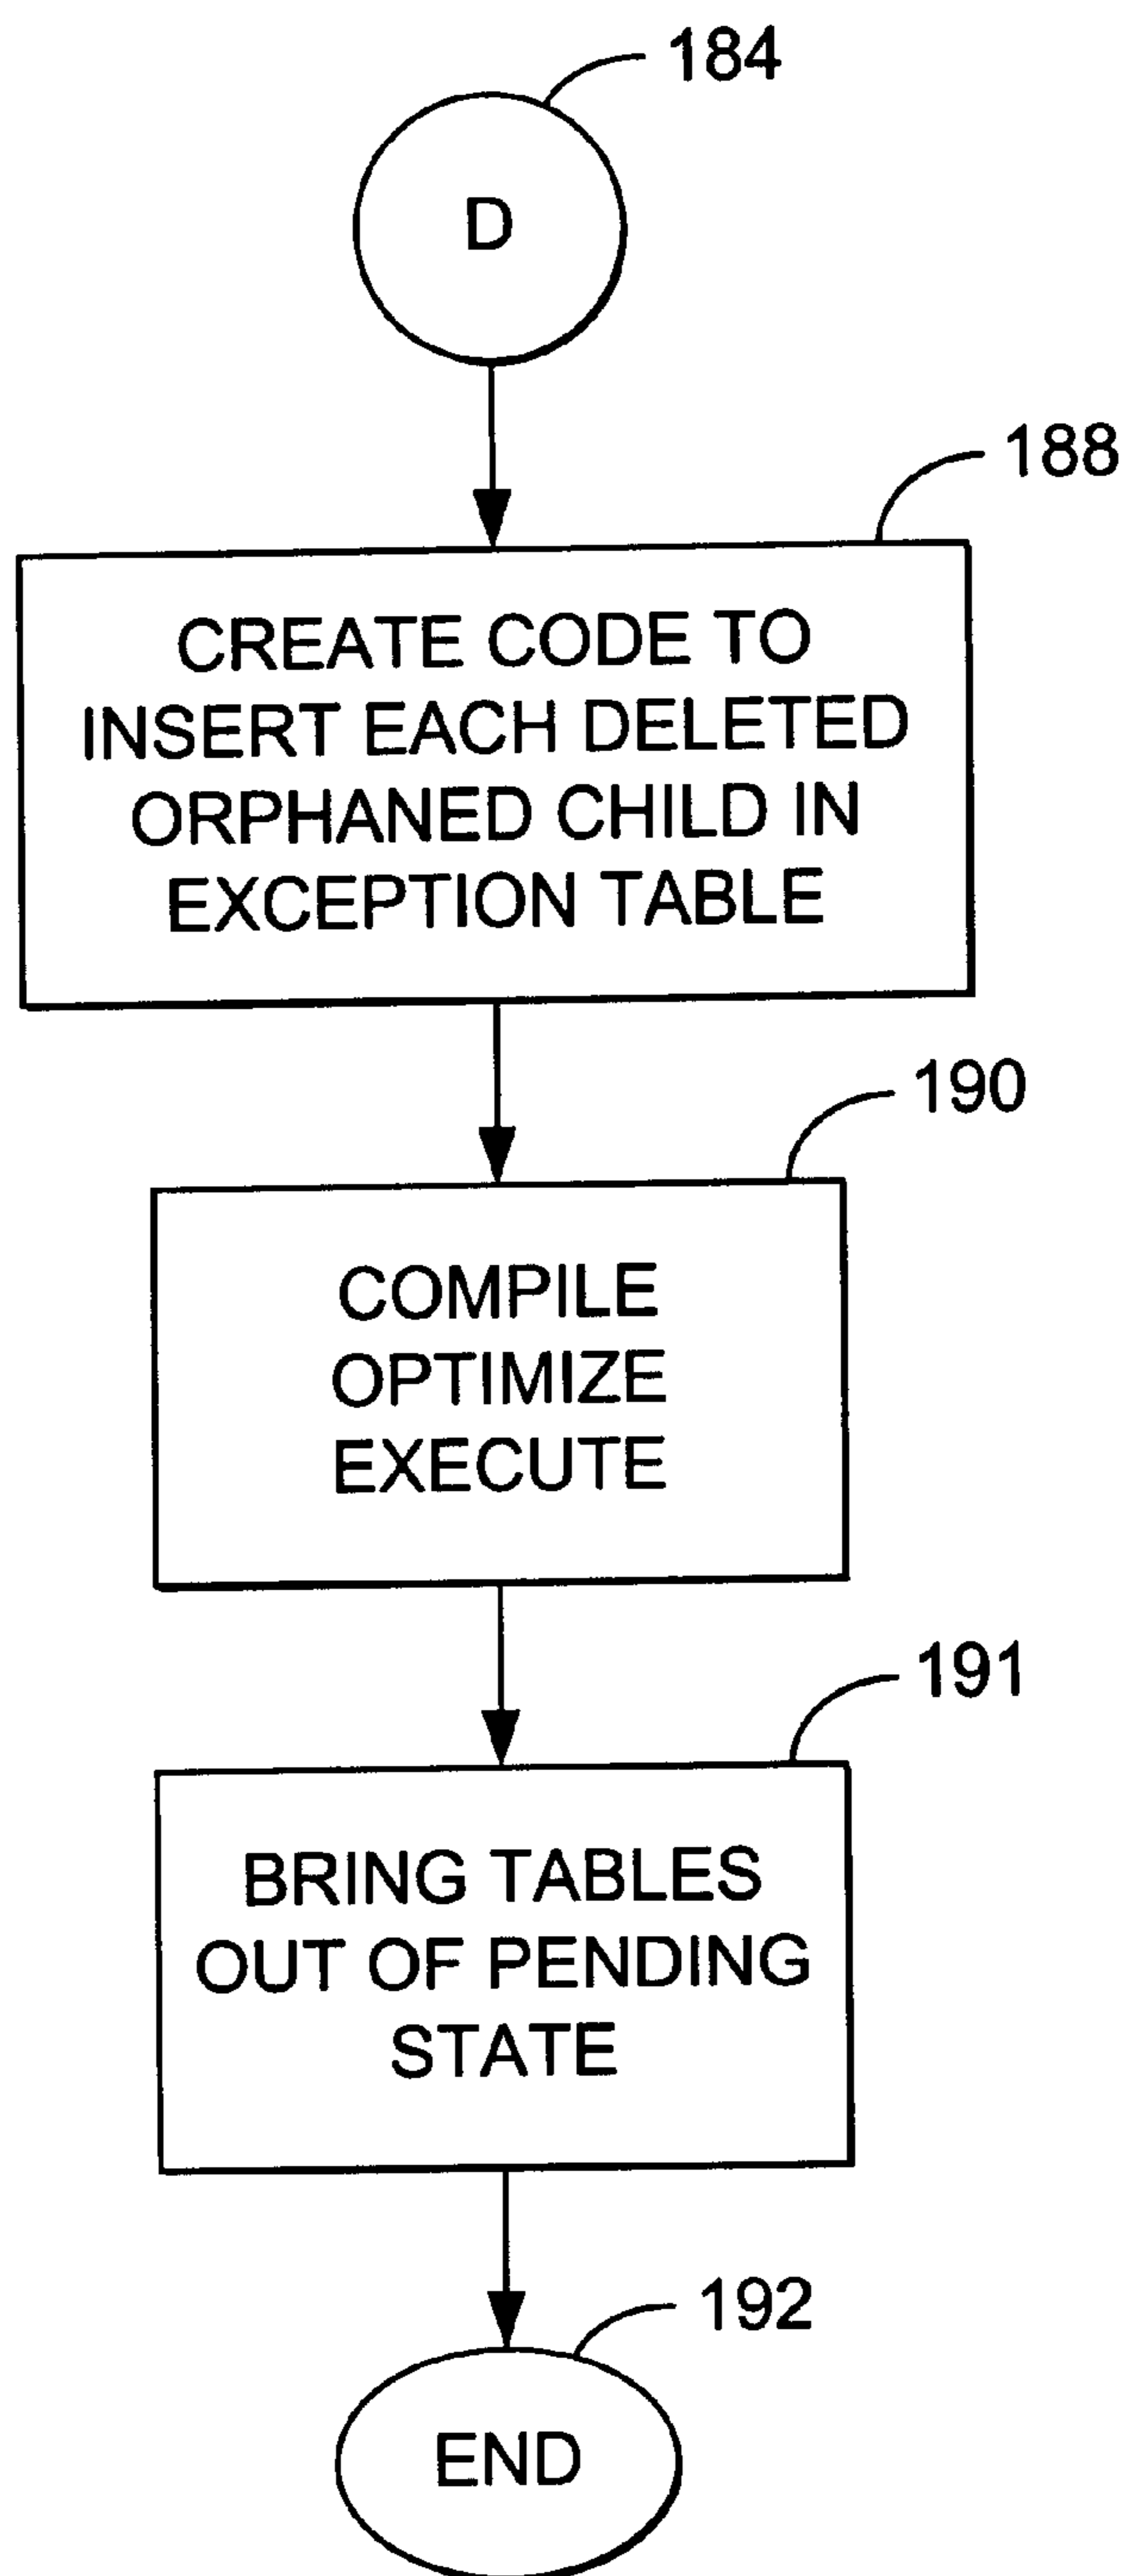 184
D
188
CREATE CODE TO
INSERT EACH DELETED
ORPHANED CHILD IN
EXCEPTION TABLE
190
COMPILE
OPTIMIZE
EXECUTE
191
BRING TABLES
OUT OF PENDING
STATE
192
END